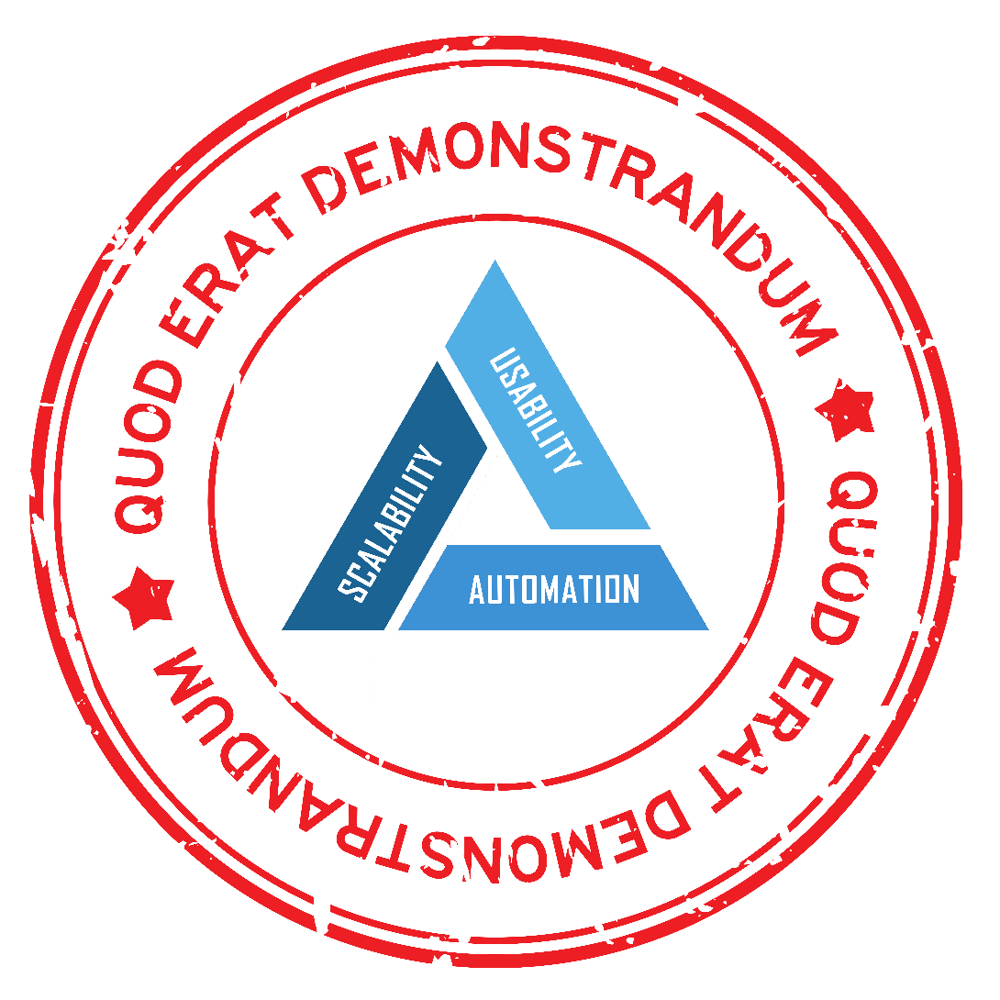 QUOD ERAT DEMONSTRANDUM
QUOD ERAT DEMONSTRANDUM
USABILITY
SCALABILITY
AUTOMATION